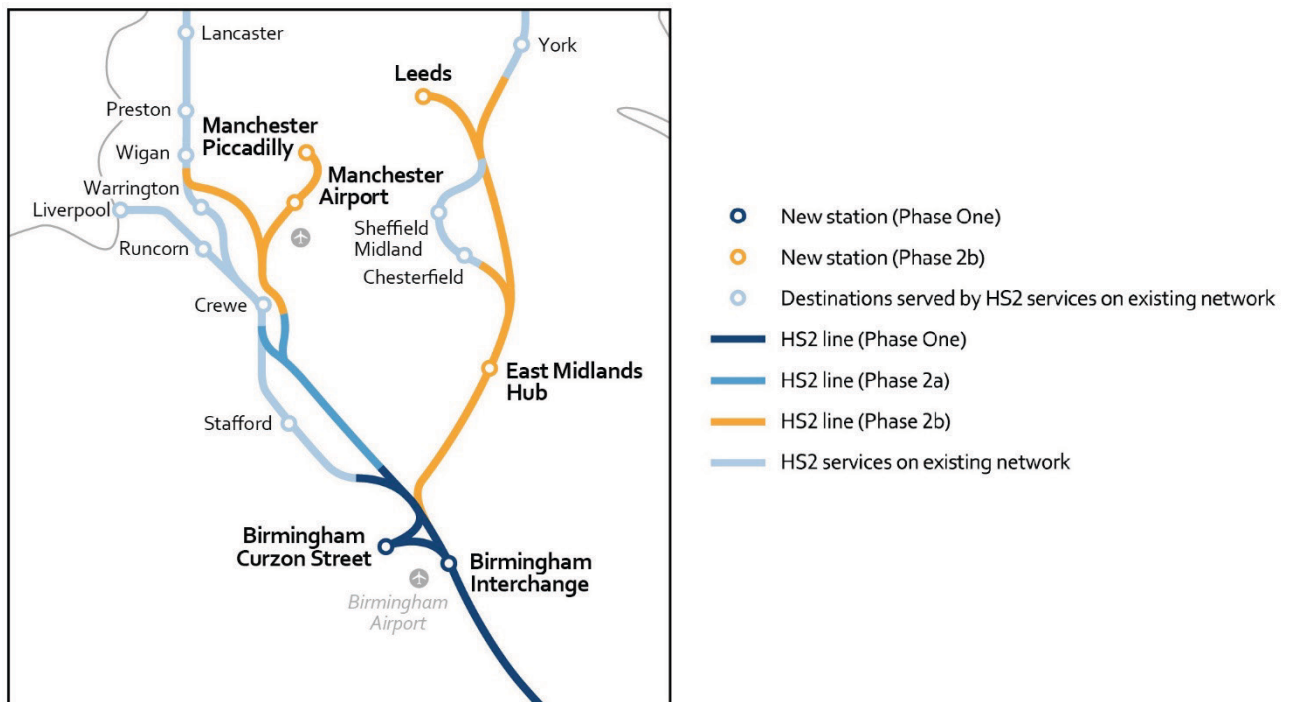 Lancaster
York
Leeds
Preston
Manchester
Piccadilly
Wigan
Manchester
Airport
Warrington
Liverpool
Sheffield
Midland
Runcorn
Chesterfield
Crewe
East Midlands
Hub
Stafford
Birmingham
Curzon Street
Birmingham
Interchange
Birmingham
Airport
New station (Phase One)
New station (Phase 2b)
Destinations served by HS2 services on existing network
HS2 line (Phase One)
HS2 line (Phase 2a)
HS2 line (Phase 2b)
HS2 services on existing network